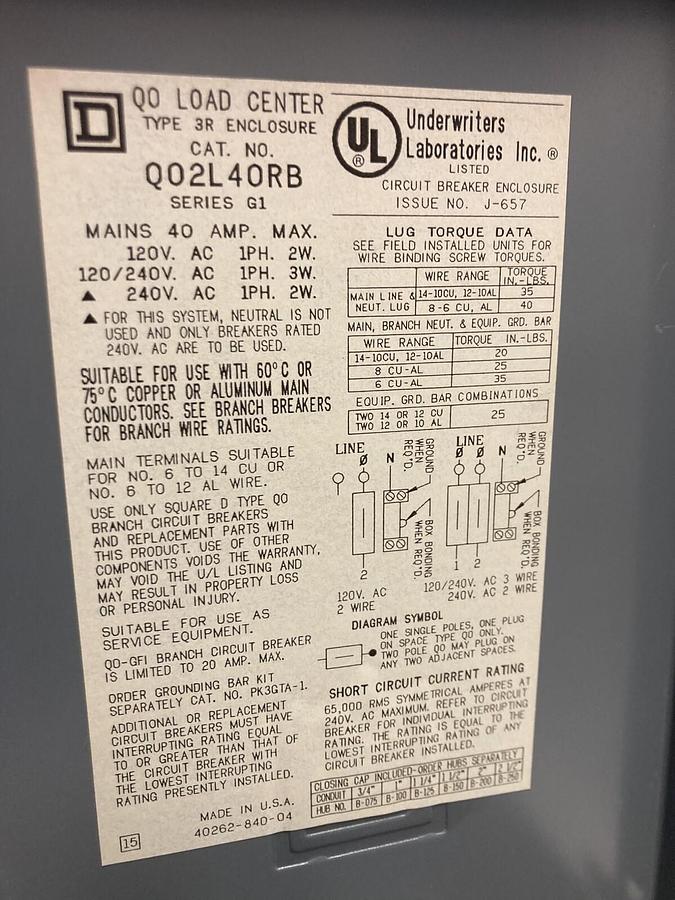 D
QO LOAD CENTER
TYPE 3R ENCLOSURE
CAT. NO.
QO2L40RB
SERIES G1
UL
®
Underwriters
Laboratories Inc. ®
LISTED
CIRCUIT BREAKER ENCLOSURE
ISSUE NO. J-657
MAINS 40 AMP. MAX.
120V. AC 1PH. 2W.
120/240V. AC 1PH. 3W.
▲ 240V. AC 1PH. 2W.
▲ FOR THIS SYSTEM, NEUTRAL IS NOT
USED AND ONLY BREAKERS RATED
240V. AC ARE TO BE USED.
SUITABLE FOR USE WITH 60°C OR
75°C COPPER OR ALUMINUM MAIN
CONDUCTORS. SEE BRANCH BREAKERS
FOR BRANCH WIRE RATINGS.
MAIN TERMINALS SUITABLE
FOR NO. 6 TO 14 CU OR
NO. 6 TO 12 AL WIRE.
USE ONLY SQUARE D TYPE QO
BRANCH CIRCUIT BREAKERS
AND REPLACEMENT PARTS WITH
THIS PRODUCT. USE OF OTHER
COMPONENTS VOIDS THE WARRANTY,
MAY VOID THE U/L LISTING AND
MAY RESULT IN PROPERTY LOSS
OR PERSONAL INJURY.
SUITABLE FOR USE AS
SERVICE EQUIPMENT.
QO-GFI BRANCH CIRCUIT BREAKER
IS LIMITED TO 20 AMP. MAX.
ORDER GROUNDING BAR KIT
SEPARATELY CAT. NO. PK3GTA-1.
ADDITIONAL OR REPLACEMENT
CIRCUIT BREAKERS MUST HAVE
INTERRUPTING RATING EQUAL
TO OR GREATER THAN THAT OF
THE CIRCUIT BREAKER WITH
THE LOWEST INTERRUPTING
RATING PRESENTLY INSTALLED.
MADE IN U.S.A.
15 40262-840-04
LUG TORQUE DATA
SEE FIELD INSTALLED UNITS FOR
WIRE BINDING SCREW TORQUES.
WIRE RANGE TORQUE IN.-LBS.
MAIN LINE & NEUT. LUG 14-10CU, 12-10AL 35
8-6 CU, AL 40
MAIN, BRANCH NEUT. & EQUIP. GRD. BAR
WIRE RANGE TORQUE IN.-LBS.
14-10CU, 12-10AL 20
8 CU-AL 25
6 CU-AL 35
EQUIP. GRD. BAR COMBINATIONS
TWO 14 OR 12 CU
TWO 12 OR 10 AL 25
LINE
Ø N
GROUND WHEN REQ'D.
BOX BONDING WHEN REQ'D.
2
120V. AC
2 WIRE
LINE
Ø Ø N
GROUND WHEN REQ'D.
BOX BONDING WHEN REQ'D.
1 2
120/240V. AC 3 WIRE
240V. AC 2 WIRE
DIAGRAM SYMBOL
ONE SINGLE POLES, ONE PLUG
ON SPACE TYPE QO ONLY.
TWO POLE QO MAY PLUG ON
ANY TWO ADJACENT SPACES.
SHORT CIRCUIT CURRENT RATING
65,000 RMS SYMMETRICAL AMPERES AT
240V. AC MAXIMUM. REFER TO CIRCUIT
BREAKER FOR INDIVIDUAL INTERRUPTING
RATING. THE RATING IS EQUAL TO THE
LOWEST INTERRUPTING RATING OF ANY
CIRCUIT BREAKER INSTALLED.
CLOSING CAP INCLUDED-ORDER HUBS SEPARATELY
CONDUIT 3/4" 1" 1 1/4" 1 1/2" 2" 2 1/2"
HUB NO. B-075 B-100 B-125 B-150 B-200 B-250